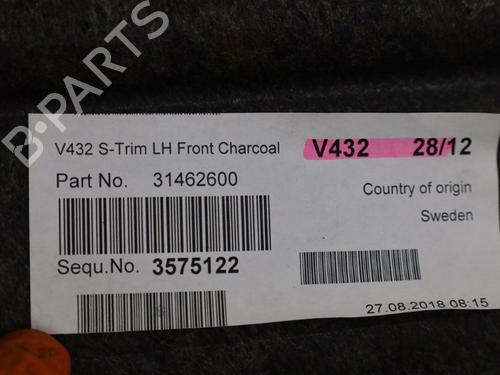 B-PARTS
V432 S-Trim LH Front Charcoal
V432 28/12
Part No. 31462600
Country of origin
Sweden
Sequ.No. 3575122
27.08.2018 08:15